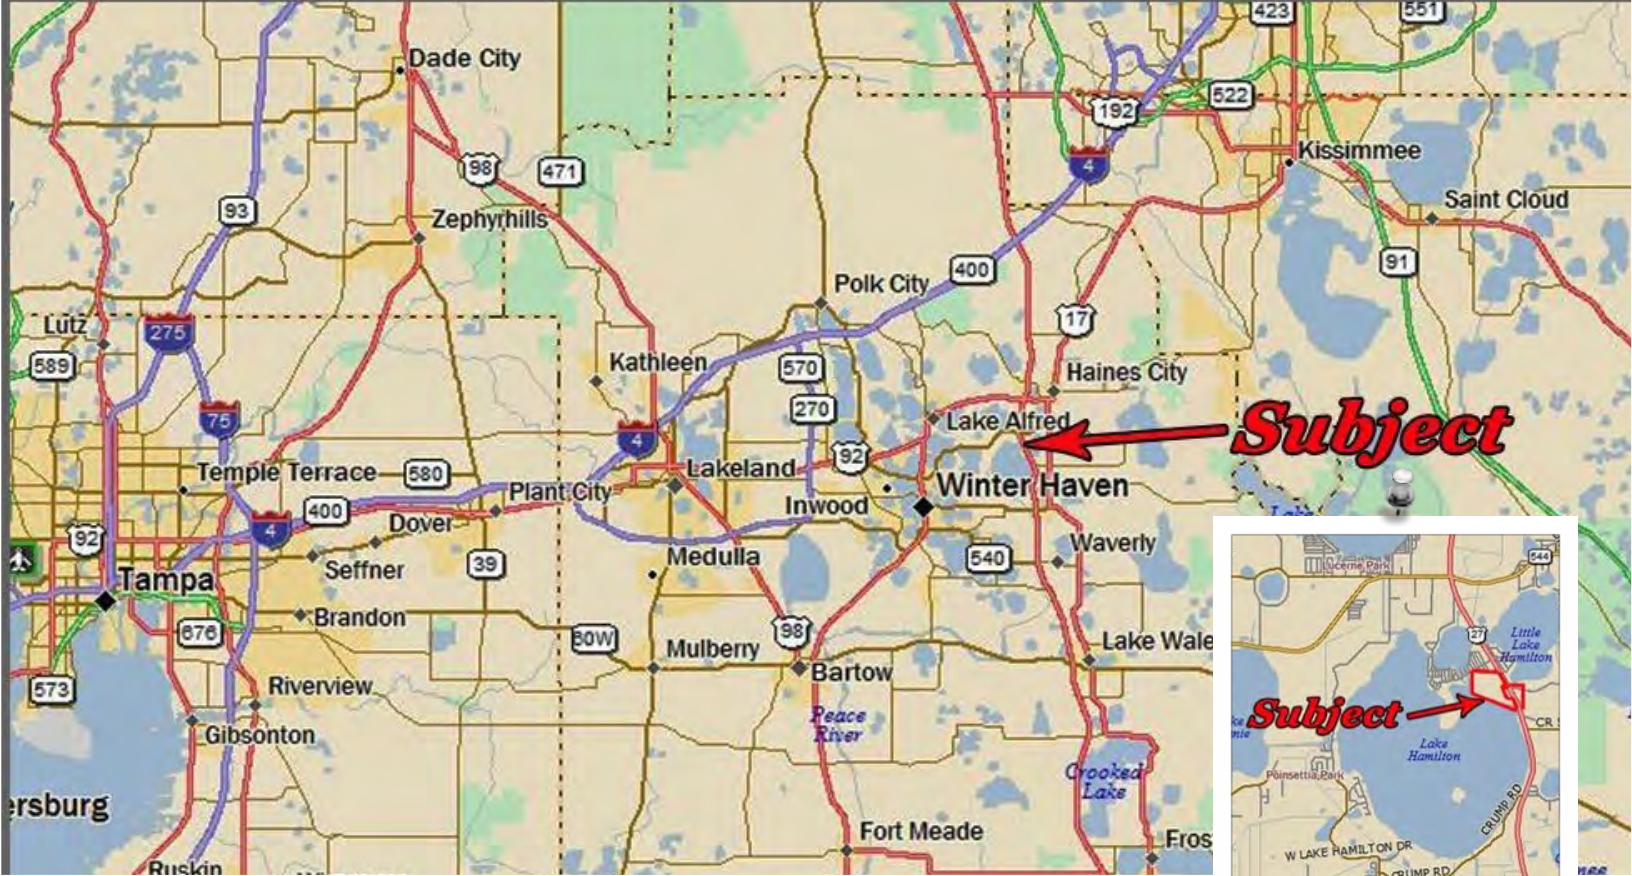 423
551
Dade City
522
192
98
471
4
Kissimmee
Saint Cloud
93
Zephyrhills
91
400
Polk City
17
Lutz
275
589
Kathleen
570
Haines City
270
75
Lake Alfred
Subject
4
92
Temple Terrace
580
Lakeland
Plant City
Winter Haven
Inwood
400
Lake
4
Dover
92
Waverly
Medulla
540
39
Seffner
Tampa
Brandon
676
60W
98
Lake Wale
Mulberry
Bartow
573
Riverview
Peace
River
Gibsonton
Crooked
Lake
ersburg
Fort Meade
Fros
Ruskin
544
Lucerne Park
27
Little
Lake
Hamilton
Subject
CR
Lake
Hamilton
Poinsettia Park
CRUMP RD
W LAKE HAMILTON DR
CRUMP RD
mee